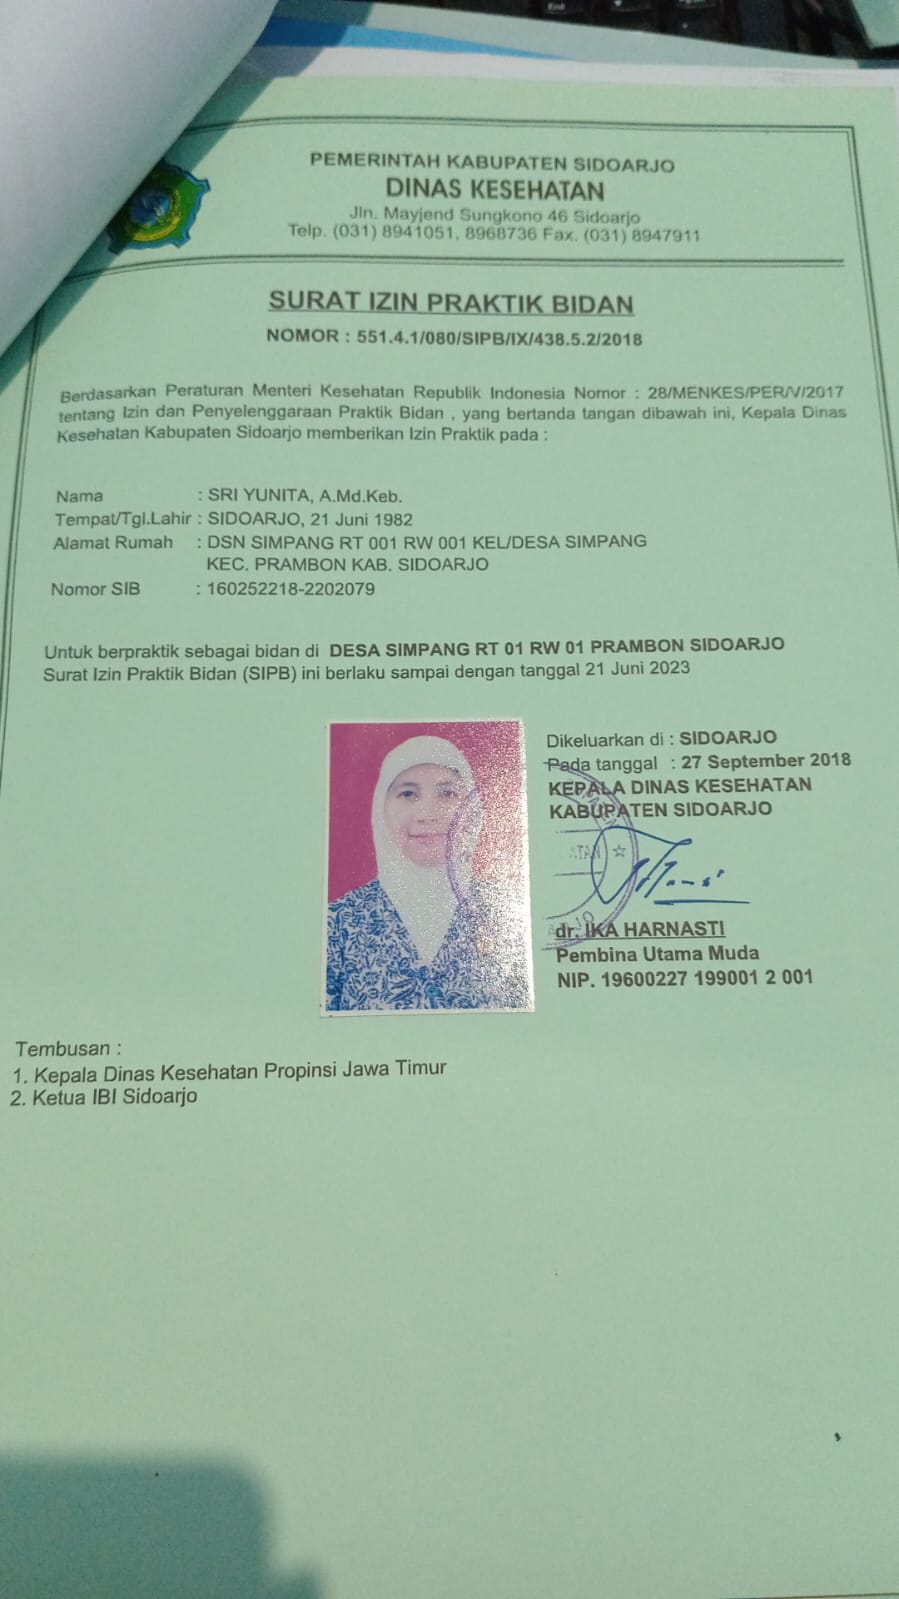 PEMERINTAH KABUPATEN SIDOARJO
DINAS KESEHATAN
Jln. Mayjend Sungkono 46 Sidoarjo
Telp. (031) 8941051, 8968736 Fax. (031) 8947911
SURAT IZIN PRAKTIK BIDAN
NOMOR : 551.4.1/080/SIPB/IX/438.5.2/2018
Berdasarkan Peraturan Menteri Kesehatan Republik Indonesia Nomor : 28/MENKES/PER/V/2017
tentang Izin dan Penyelenggaraan Praktik Bidan , yang bertanda tangan dibawah ini, Kepala Dinas
Kesehatan Kabupaten Sidoarjo memberikan Izin Praktik pada :
Nama : SRI YUNITA, A.Md.Keb.
Tempat/Tgl.Lahir : SIDOARJO, 21 Juni 1982
Alamat Rumah : DSN SIMPANG RT 001 RW 001 KEL/DESA SIMPANG
KEC. PRAMBON KAB. SIDOARJO
Nomor SIB : 160252218-2202079
Untuk berpraktik sebagai bidan di DESA SIMPANG RT 01 RW 01 PRAMBON SIDOARJO
Surat Izin Praktik Bidan (SIPB) ini berlaku sampai dengan tanggal 21 Juni 2023
Dikeluarkan di : SIDOARJO
Pada tanggal : 27 September 2018
KEPALA DINAS KESEHATAN
KABUPATEN SIDOARJO
dr. IKA HARNASTI
Pembina Utama Muda
NIP. 19600227 199001 2 001
Tembusan :
1. Kepala Dinas Kesehatan Propinsi Jawa Timur
2. Ketua IBI Sidoarjo